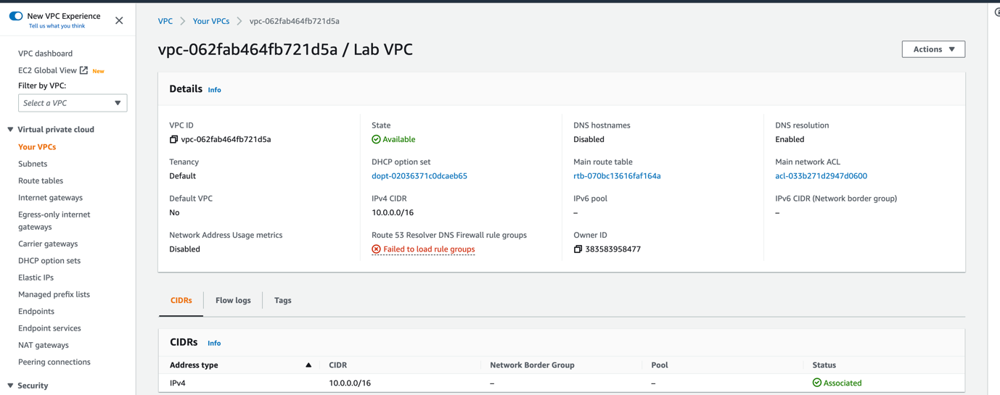 New VPC Experience
Tell us what you think
VPC dashboard
EC2 Global View New
Filter by VPC:
Select a VPC
Virtual private cloud
Your VPCs
Subnets
Route tables
Internet gateways
Egress-only internet
gateways
Carrier gateways
DHCP option sets
Elastic IPs
Managed prefix lists
Endpoints
Endpoint services
NAT gateways
Peering connections
Security
VPC Your VPCs vpc-062fab464fb721d5a
vpc-062fab464fb721d5a / Lab VPC
Actions
Details Info
VPC ID State DNS hostnames DNS resolution
vpc-062fab464fb721d5a Available Disabled Enabled
Tenancy DHCP option set Main route table Main network ACL
Default dopt-02036371c0dcaeb65 rtb-070bc13616faf164a acl-033b271d2947d0600
Default VPC IPv4 CIDR IPv6 pool IPv6 CIDR (Network border group)
No 10.0.0.0/16 – –
Network Address Usage metrics Route 53 Resolver DNS Firewall rule groups Owner ID
Disabled Failed to load rule groups 383583958477
CIDRs Flow logs Tags
CIDRs Info
Address type CIDR Network Border Group Pool Status
IPv4 10.0.0.0/16 – – Associated